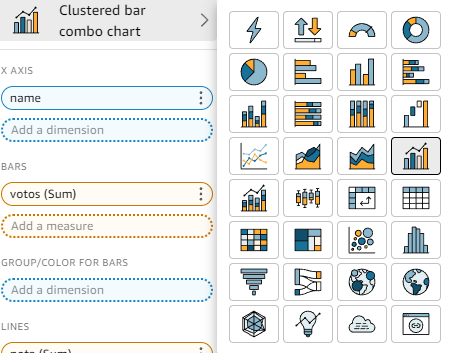 Clustered bar
combo chart
X AXIS
name
Add a dimension
BARS
votos (Sum)
Add a measure
GROUP/COLOR FOR BARS
Add a dimension
LINES
nota (Sum)